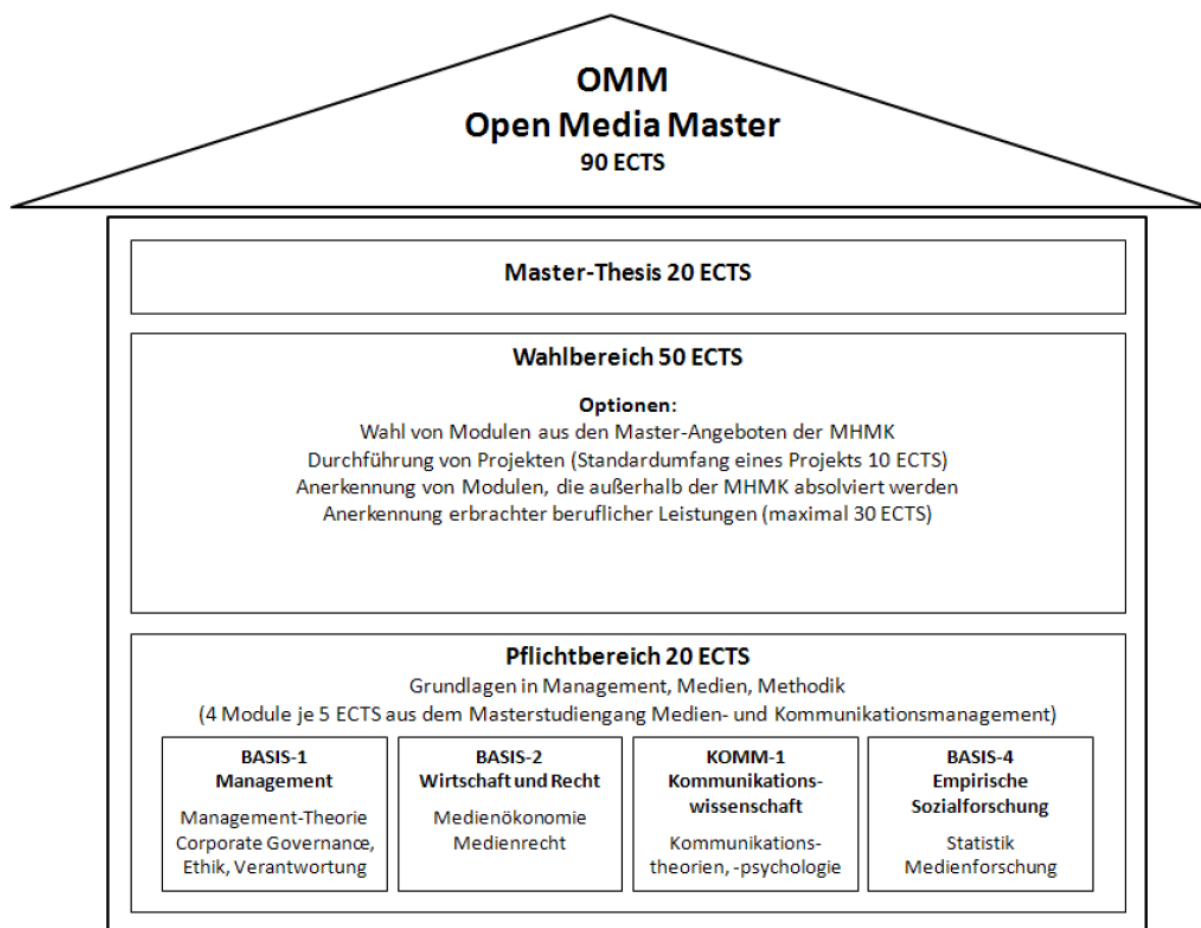 OMM
Open Media Master
90 ECTS
Master-Thesis 20 ECTS
Wahlbereich 50 ECTS
Optionen:
Wahl von Modulen aus den Master-Angeboten der MHMK
Durchführung von Projekten (Standardumfang eines Projekts 10 ECTS)
Anerkennung von Modulen, die außerhalb der MHMK absolviert werden
Anerkennung erbrachter beruflicher Leistungen (maximal 30 ECTS)
Pflichtbereich 20 ECTS
Grundlagen in Management, Medien, Methodik
(4 Module je 5 ECTS aus dem Masterstudiengang Medien- und Kommunikationsmanagement)
BASIS-1
Management
Management-Theorie
Corporate Governance,
Ethik, Verantwortung
BASIS-2
Wirtschaft und Recht
Medienökonomie
Medienrecht
KOMM-1
Kommunikations-
wissenschaft
Kommunikations-
theorien, -psychologie
BASIS-4
Empirische
Sozialforschung
Statistik
Medienforschung